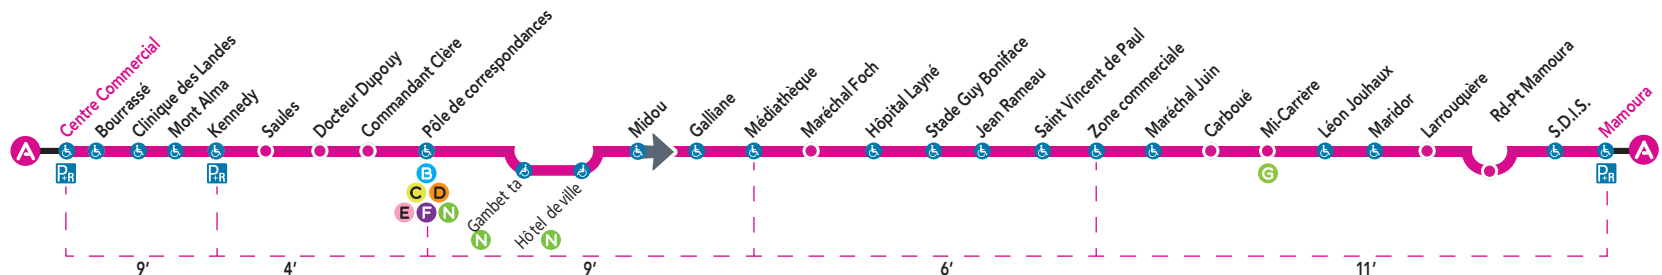 A
Centre Commercial
Bourrassé
Clinique des Landes
Mont Alma
Kennedy
Saules
Docteur Dupouy
Commandant Clère
Pôle de correspondances
Gambet ta
Hôtel de ville
Midou
Galliane
Médiathèque
Maréchal Foch
Hôpital Layné
Stade Guy Boniface
Jean Rameau
Saint Vincent de Paul
Zone commerciale
Maréchal Juin
Carboué
Mi-Carrère
Léon Jouhaux
Maridor
Larrouquère
Rd-Pt Mamoura
S.D.I.S.
Mamoura
A
P+R
P+R
B
C D
E F N
N
N
G
P+R
9’
4’
9’
6’
11’